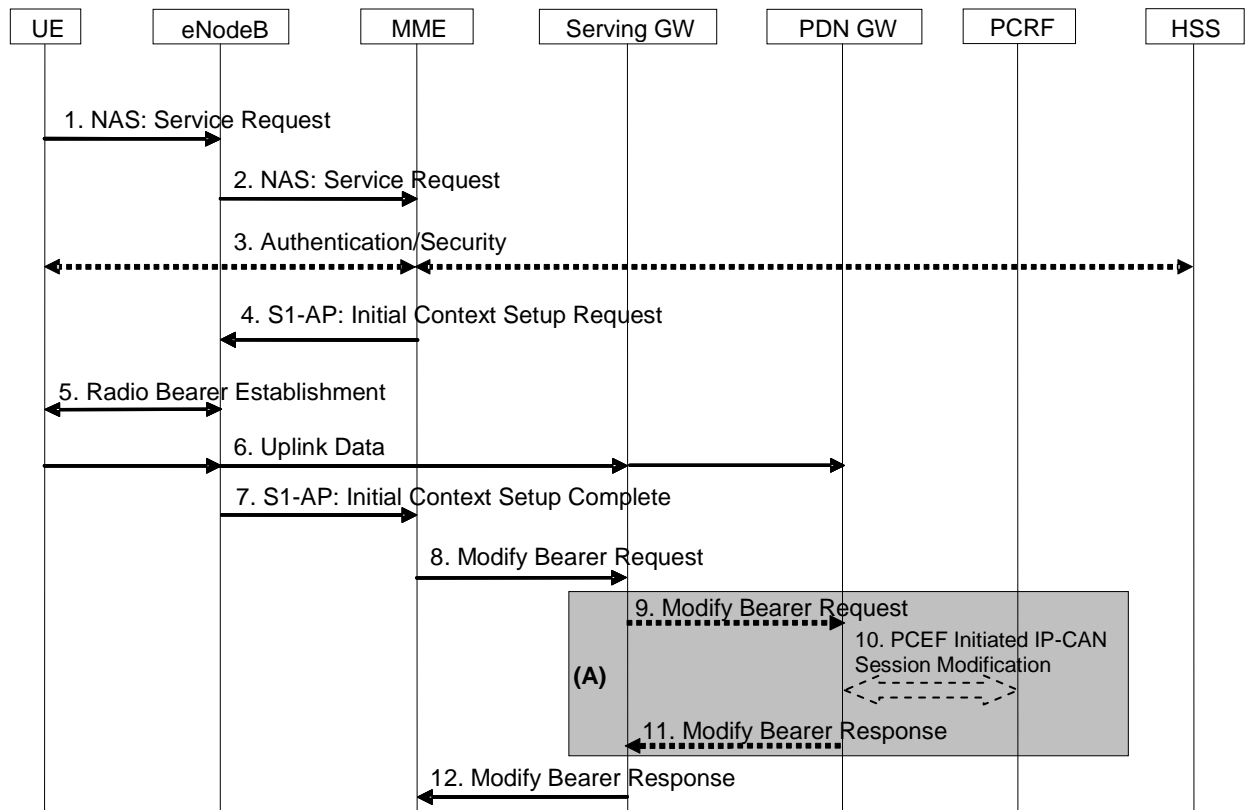 UE
eNodeB
MME
Serving GW
PDN GW
PCRF
HSS
1. NAS: Service Request
2. NAS: Service Request
3. Authentication/Security
4. S1-AP: Initial Context Setup Request
5. Radio Bearer Establishment
6. Uplink Data
7. S1-AP: Initial Context Setup Complete
8. Modify Bearer Request
9. Modify Bearer Request
10. PCEF Initiated IP-CAN
Session Modification
(A)
11. Modify Bearer Response
12. Modify Bearer Response